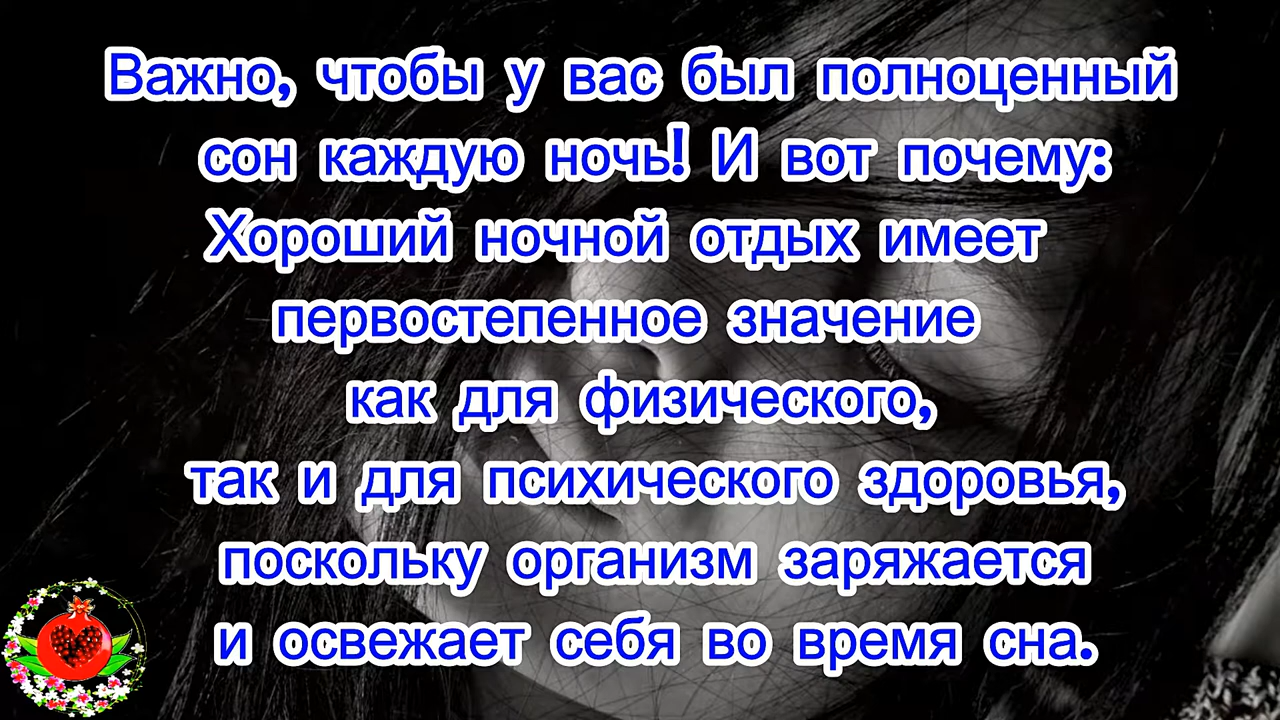 Важно, чтобы у вас был полноценный
сон каждую ночь! И вот почему:
Хороший ночной отдых имеет
первостепенное значение
как для физического,
так и для психического здоровья,
поскольку организм заряжается
и освежает себя во время сна.